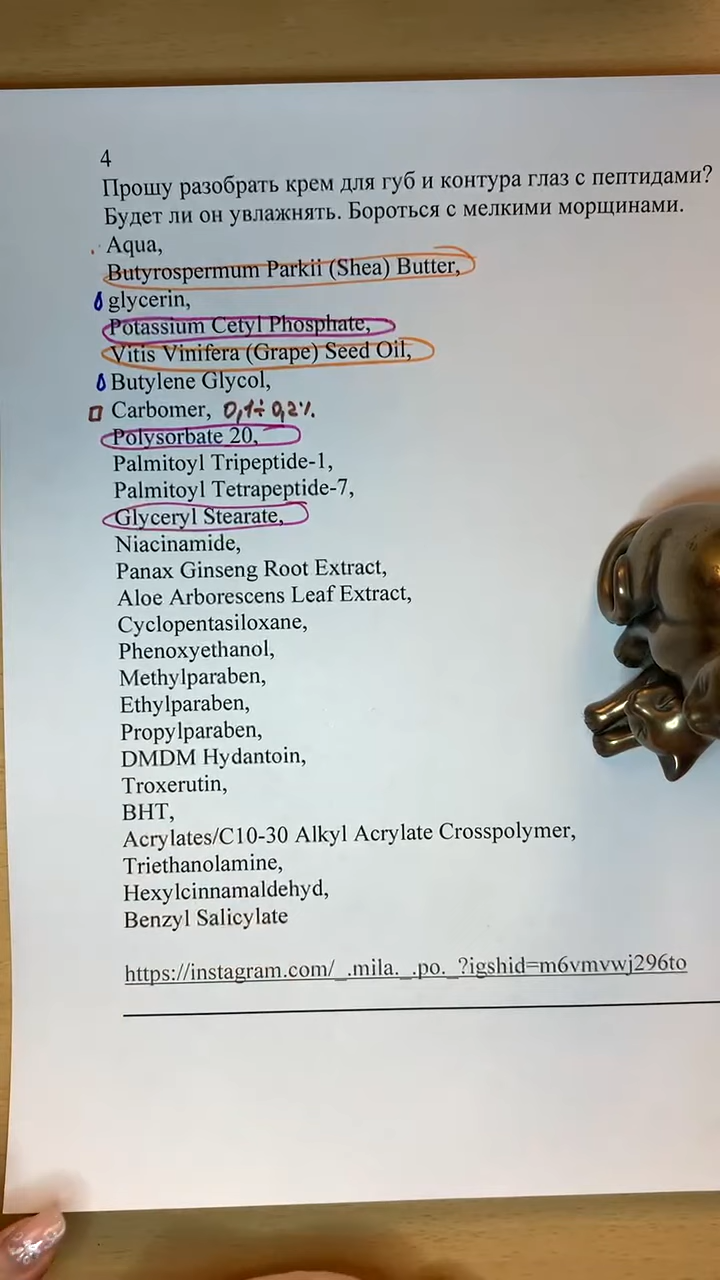 4
Прошу разобрать крем для губ и контура глаз с пептидами?
Будет ли он увлажнять. Бороться с мелкими морщинами.
Aqua,
Butyrospermum Parkii (Shea) Butter,
glycerin,
Potassium Cetyl Phosphate,
Vitis Vinifera (Grape) Seed Oil,
Butylene Glycol,
Carbomer, 0,1÷0,2%.
Polysorbate 20,
Palmitoyl Tripeptide-1,
Palmitoyl Tetrapeptide-7,
Glyceryl Stearate,
Niacinamide,
Panax Ginseng Root Extract,
Aloe Arborescens Leaf Extract,
Cyclopentasiloxane,
Phenoxyethanol,
Methylparaben,
Ethylparaben,
Propylparaben,
DMDM Hydantoin,
Troxerutin,
BHT,
Acrylates/C10-30 Alkyl Acrylate Crosspolymer,
Triethanolamine,
Hexylcinnamaldehyd,
Benzyl Salicylate
https://instagram.com/_.mila._.po._?igshid=m6vmvwj296to